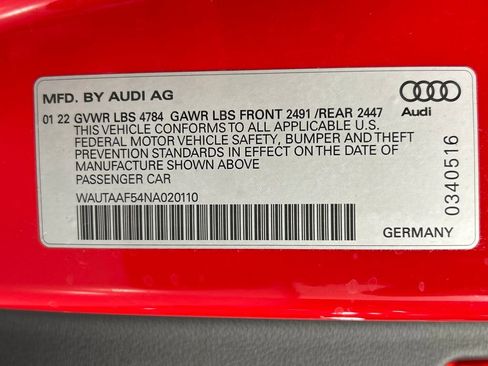 MFD. BY AUDI AG
01 22 GVWR LBS 4784 GAWR LBS FRONT 2491 /REAR 2447
THIS VEHICLE CONFORMS TO ALL APPLICABLE U.S.
FEDERAL MOTOR VEHICLE SAFETY, BUMPER AND THEFT
PREVENTION STANDARDS IN EFFECT ON THE DATE OF
MANUFACTURE SHOWN ABOVE
PASSENGER CAR
WAUTAAF54NA020110
Audi
0340516
GERMANY